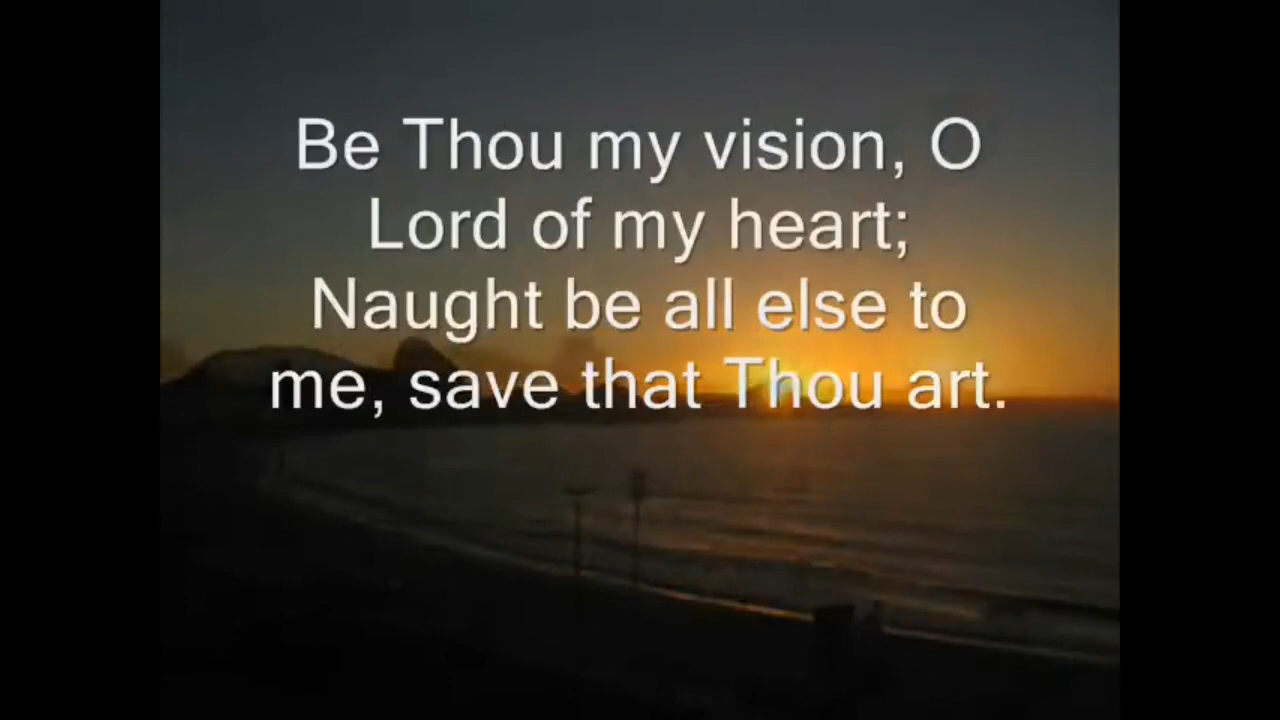 Be Thou my vision, O
Lord of my heart;
Naught be all else to
me, save that Thou art.